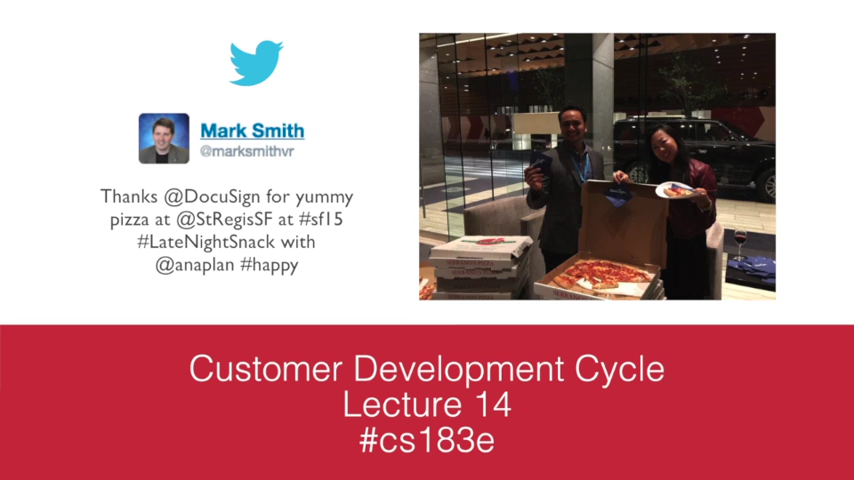 Mark Smith
@marksmithvr
Thanks @DocuSign for yummy
pizza at @StRegisSF at #sf15
#LateNightSnack with
@anaplan #happy
Customer Development Cycle
Lecture 14
#cs183e